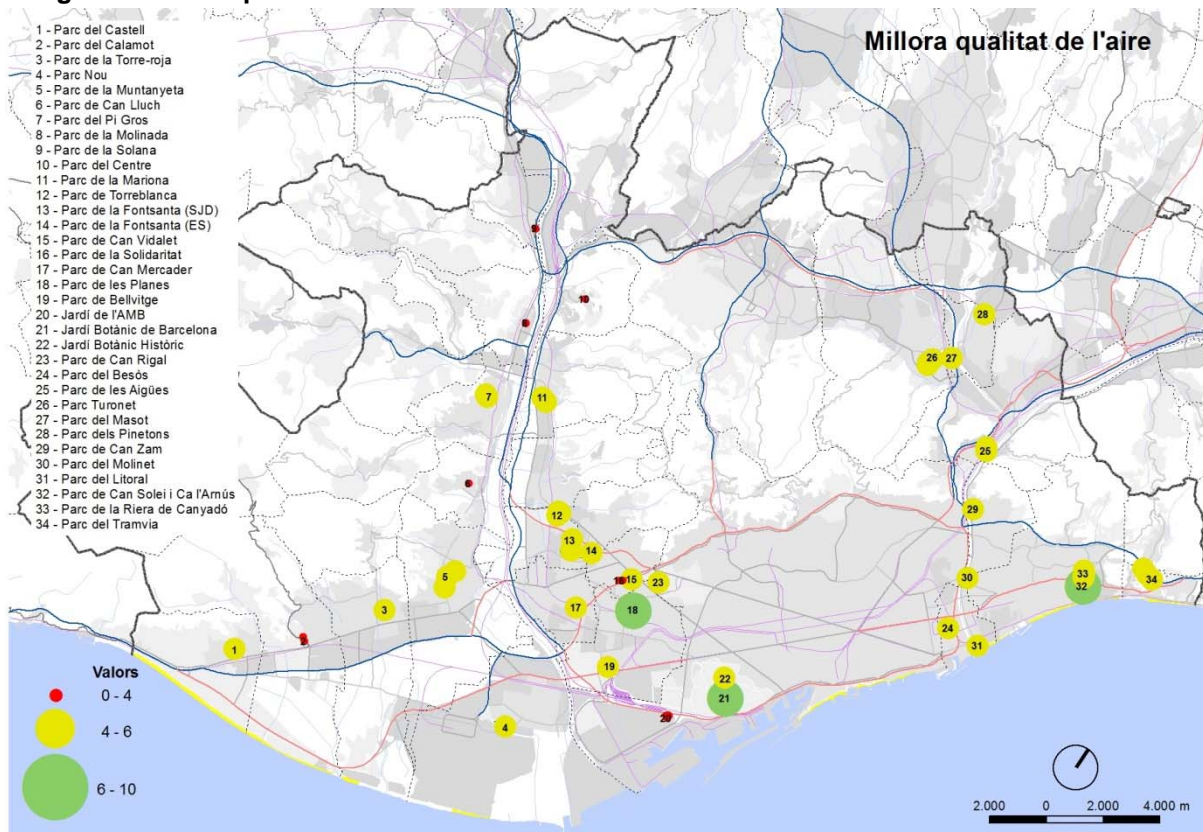 Millora qualitat de l'aire
1 - Parc del Castell
2 - Parc del Calamot
3 - Parc de la Torre-roja
4 - Parc Nou
5 - Parc de la Muntanyeta
6 - Parc de Can Lluch
7 - Parc del Pi Gros
8 - Parc de la Molinada
9 - Parc de la Solana
10 - Parc del Centre
11 - Parc de la Mariona
12 - Parc de Torreblanca
13 - Parc de la Fontsanta (SJD)
14 - Parc de la Fontsanta (ES)
15 - Parc de Can Vidalet
16 - Parc de la Solidaritat
17 - Parc de Can Mercader
18 - Parc de les Planes
19 - Parc de Bellvitge
20 - Jardí de l'AMB
21 - Jardí Botànic de Barcelona
22 - Jardí Botànic Històric
23 - Parc de Can Rigal
24 - Parc del Besòs
25 - Parc de les Aigües
26 - Parc Turonet
27 - Parc del Masot
28 - Parc dels Pinetons
29 - Parc de Can Zam
30 - Parc del Molinet
31 - Parc del Litoral
32 - Parc de Can Solei i Ca l'Arnús
33 - Parc de la Riera de Canyadó
34 - Parc del Tramvia
9
10
28
8
26
27
7
11
25
6
29
12
13
14
5
16
15
23
30
33
34
32
3
17
18
24
31
2
1
19
22
21
20
4
Valors
0 - 4
4 - 6
6 - 10
2.000 0 2.000 4.000 m